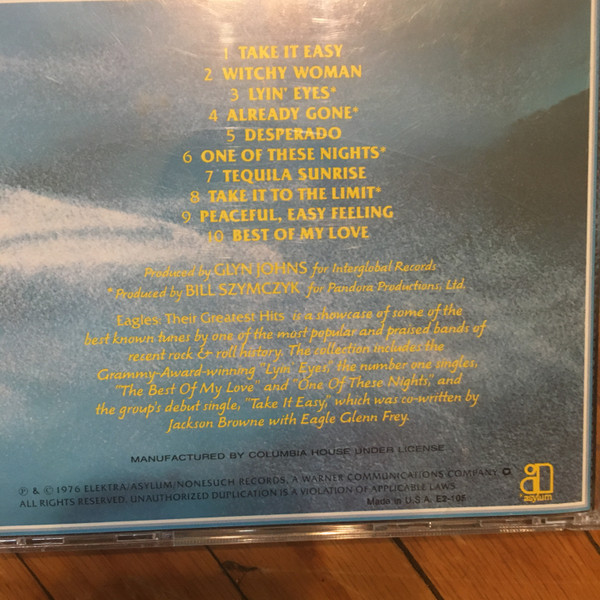 1 TAKE IT EASY
2 WITCHY WOMAN
3 LYIN' EYES*
4 ALREADY GONE*
5 DESPERADO
6 ONE OF THESE NIGHTS*
7 TEQUILA SUNRISE
8 TAKE IT TO THE LIMIT*
9 PEACEFUL, EASY FEELING
10 BEST OF MY LOVE
Produced by GLYN JOHNS for Interglobal Records
* Produced by BILL SZYMCZYK for Pandora Productions, Ltd.
Eagles: Their Greatest Hits is a showcase of some of the
best known tunes by one of the most popular and praised bands of
recent rock & roll history. The collection includes the
Grammy-Award-winning "Lyin' Eyes," the number one singles,
"The Best Of My Love" and "One Of These Nights," and
the group's debut single, "Take It Easy," which was co-written by
Jackson Browne with Eagle Glenn Frey.
MANUFACTURED BY COLUMBIA HOUSE UNDER LICENSE
℗ & © 1976 ELEKTRA/ASYLUM/NONESUCH RECORDS, A WARNER COMMUNICATIONS COMPANY
ALL RIGHTS RESERVED. UNAUTHORIZED DUPLICATION IS A VIOLATION OF APPLICABLE LAWS
Made in U.S.A. E2-105
asylum